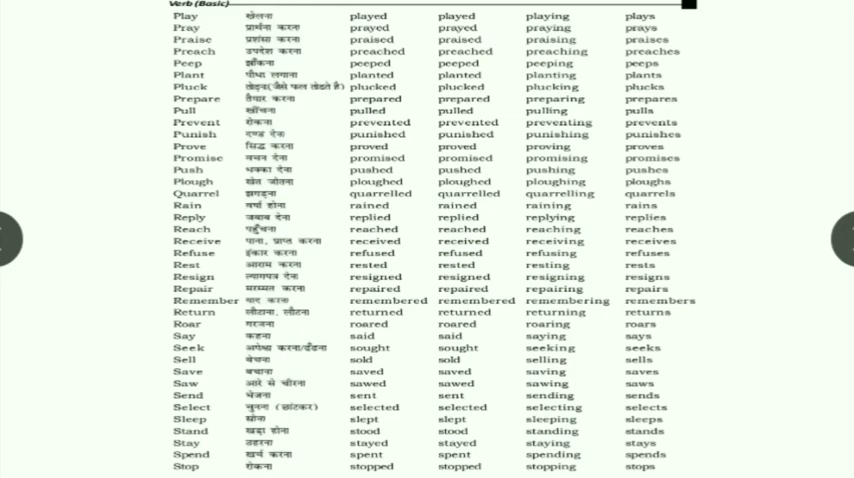 Verb (Basic)
Play खेलना played played playing plays
Pray प्रार्थना करना prayed prayed praying prays
Praise प्रशंसा करना praised praised praising praises
Preach उपदेश करना preached preached preaching preaches
Peep झाँकना peeped peeped peeping peeps
Plant पौधा लगाना planted planted planting plants
Pluck तोड़ना(जैसे फल तोडते है) plucked plucked plucking plucks
Prepare तैयार करना prepared prepared preparing prepares
Pull खींचना pulled pulled pulling pulls
Prevent रोकना prevented prevented preventing prevents
Punish दण्ड देना punished punished punishing punishes
Prove सिद्ध करना proved proved proving proves
Promise वचन देना promised promised promising promises
Push धक्का देना pushed pushed pushing pushes
Plough खेत जोतना ploughed ploughed ploughing ploughs
Quarrel झगड़ना quarrelled quarrelled quarrelling quarrels
Rain वर्षा होना rained rained raining rains
Reply जबाब देना replied replied replying replies
Reach पहुँचना reached reached reaching reaches
Receive पाना, प्राप्त करना received received receiving receives
Refuse इंकार करना refused refused refusing refuses
Rest आराम करना rested rested resting rests
Resign त्यागपत्र देना resigned resigned resigning resigns
Repair मरम्मत करना repaired repaired repairing repairs
Remember याद करना remembered remembered remembering remembers
Return लौटाना, लौटना returned returned returning returns
Roar गरजना roared roared roaring roars
Say कहना said said saying says
Seek अपेक्षा करना/ढूँढना sought sought seeking seeks
Sell बेचना sold sold selling sells
Save बचाना saved saved saving saves
Saw आरे से चीरना sawed sawed sawing saws
Send भेजना sent sent sending sends
Select चुनना (छांटकर) selected selected selecting selects
Sleep सोना slept slept sleeping sleeps
Stand खड़ा होना stood stood standing stands
Stay ठहरना stayed stayed staying stays
Spend खर्च करना spent spent spending spends
Stop रोकना stopped stopped stopping stops